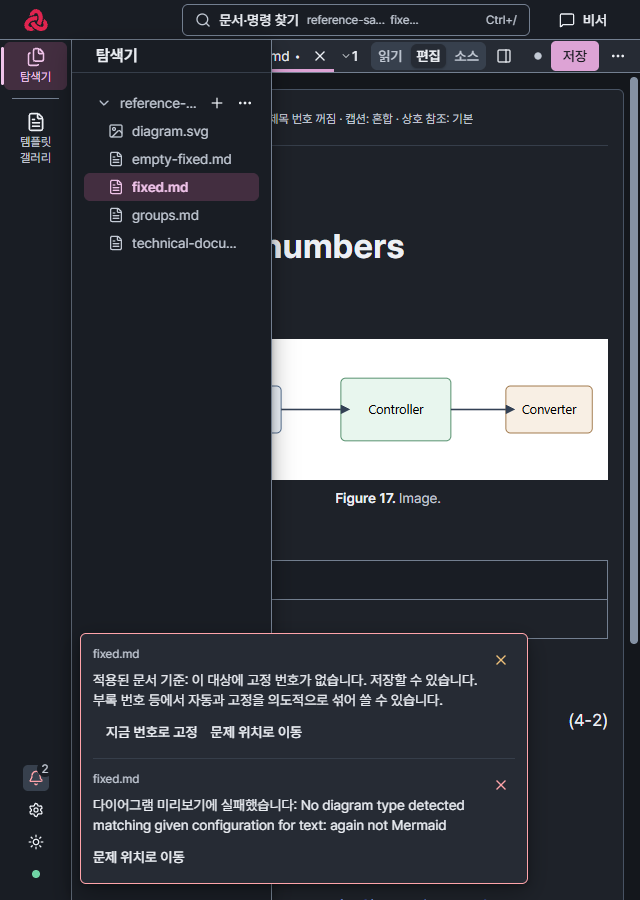 문서·명령 찾기 reference-sa... fixe... Ctrl+/
비서
탐색기
템플릿
갤러리
탐색기
reference-...
diagram.svg
empty-fixed.md
fixed.md
groups.md
technical-docu...
1 읽기 편집 소스 저장
번호 꺼짐 · 캡션: 혼합 · 상호 참조: 기본
numbers
Controller
Converter
Figure 17. Image.
(4-2)
fixed.md
적용된 문서 기준: 이 대상에 고정 번호가 없습니다. 저장할 수 있습니다.
부록 번호 등에서 자동과 고정을 의도적으로 섞어 쓸 수 있습니다.
지금 번호로 고정 문제 위치로 이동
fixed.md
다이어그램 미리보기에 실패했습니다: No diagram type detected
matching given configuration for text: again not Mermaid
문제 위치로 이동
2